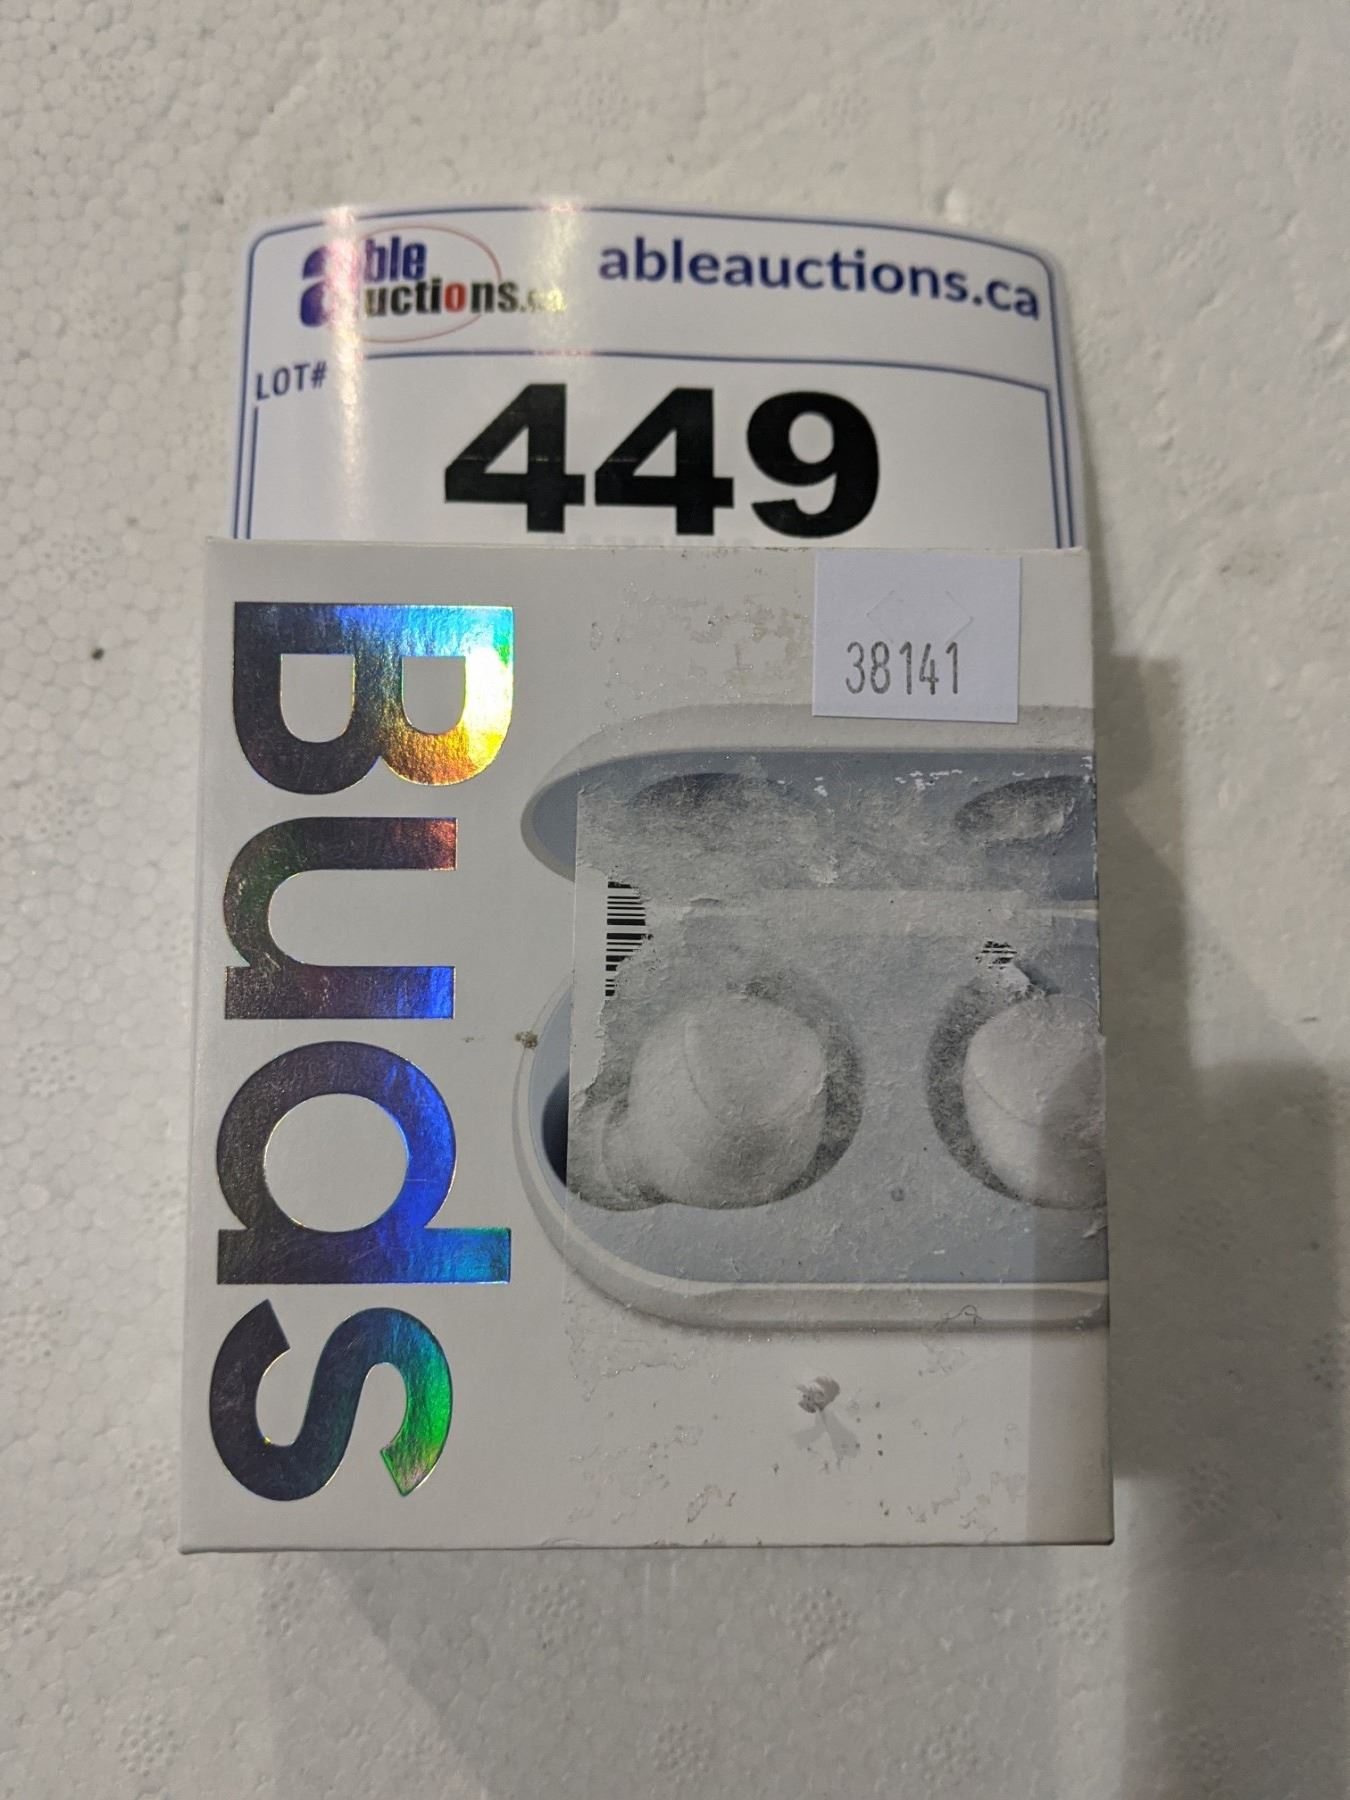 able
auctions.ca
ableauctions.ca
LOT#
449
38141
Buds